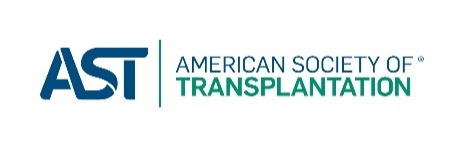 AST
AMERICAN SOCIETY OF ®
TRANSPLANTATION